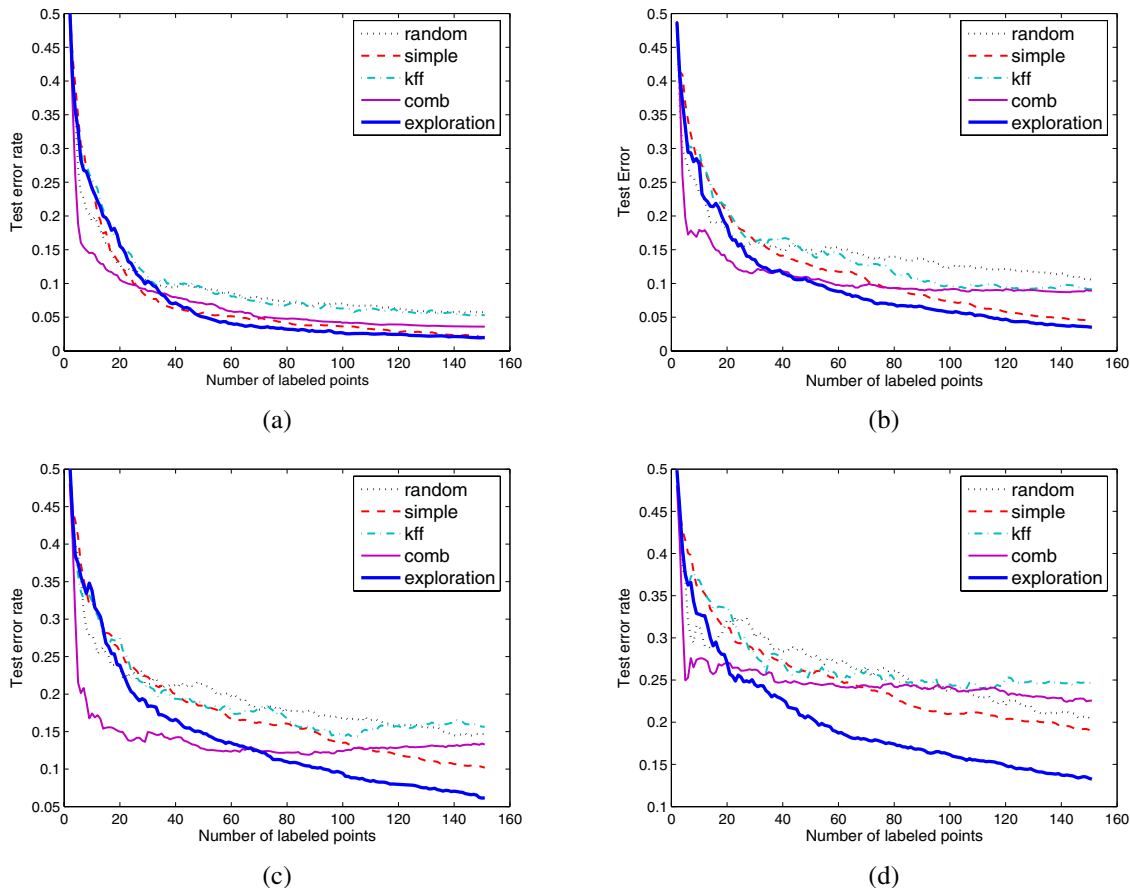 0.5
0.45
0.4
0.35
0.3
0.25
0.2
0.15
0.1
0.05
0
Test error rate
random
simple
kff
comb
exploration
0 20 40 60 80 100 120 140 160
Number of labeled points
(a)
0.5
0.45
0.4
0.35
0.3
0.25
0.2
0.15
0.1
0.05
0
Test Error
random
simple
kff
comb
exploration
0 20 40 60 80 100 120 140 160
Number of labeled points
(b)
0.5
0.45
0.4
0.35
0.3
0.25
0.2
0.15
0.1
0.05
Test error rate
random
simple
kff
comb
exploration
0 20 40 60 80 100 120 140 160
Number of labeled points
(c)
0.5
0.45
0.4
0.35
0.3
0.25
0.2
0.15
0.1
Test error rate
random
simple
kff
comb
exploration
0 20 40 60 80 100 120 140 160
Number of labeled points
(d)